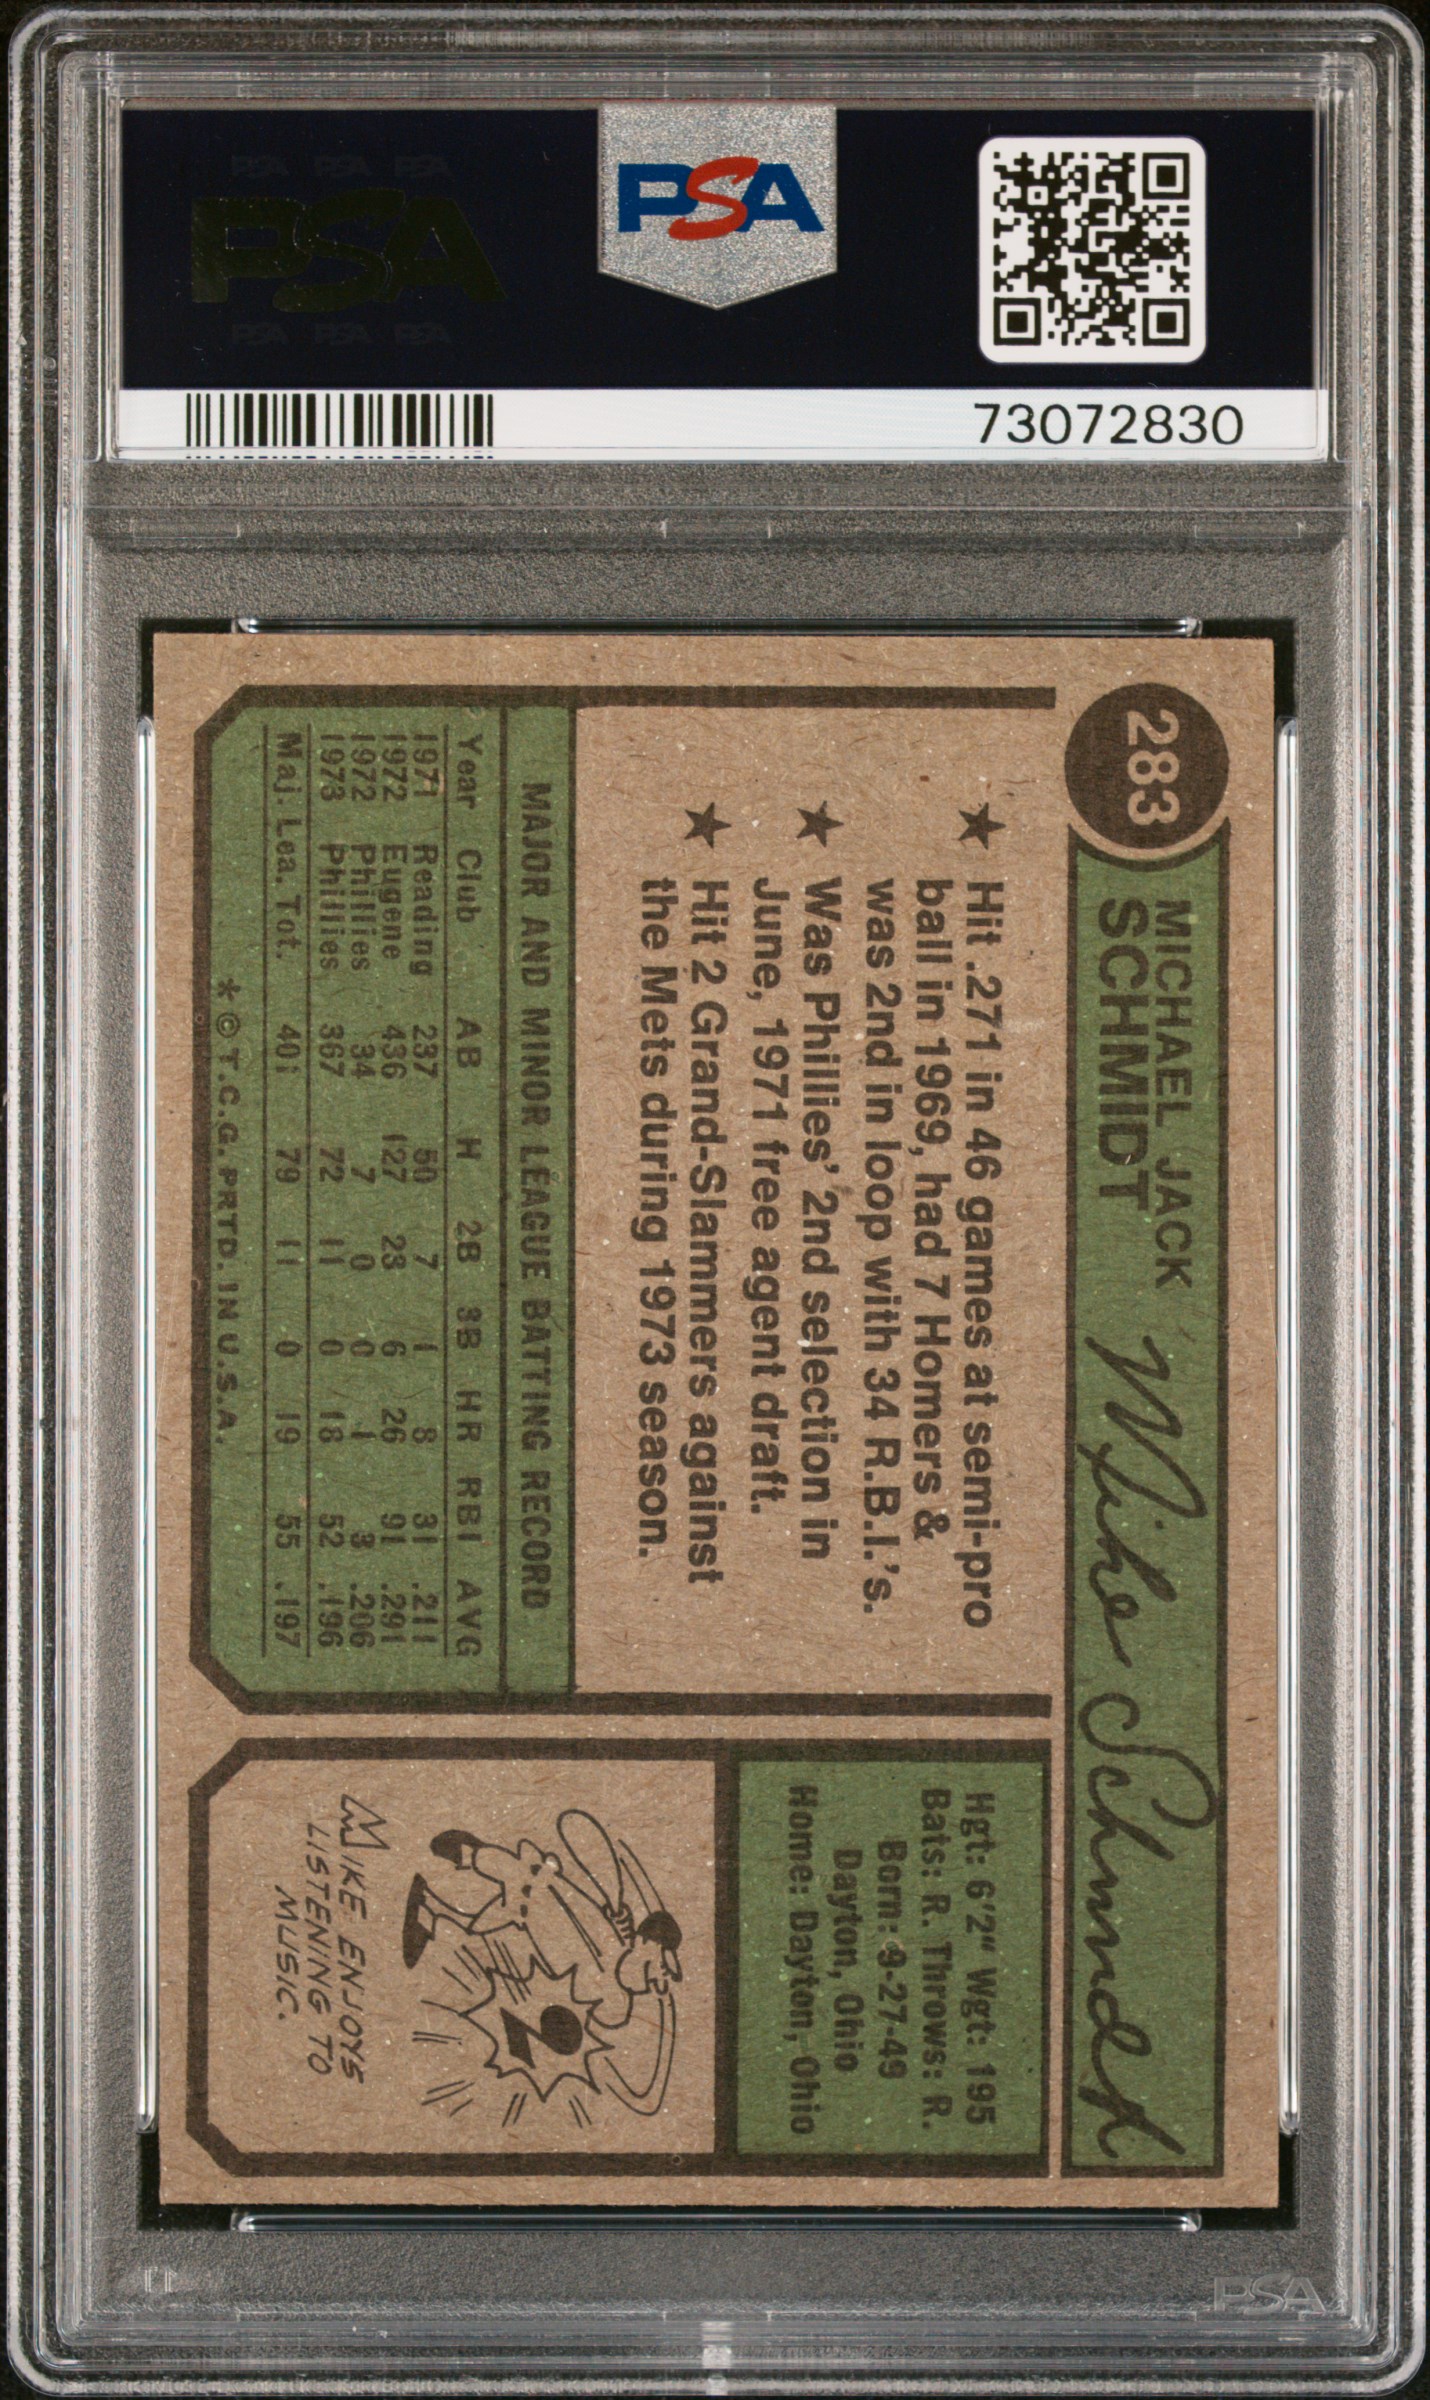 PSA PSA PSA
PSA
PSA PSA PSA
PSA
73072830
283
MICHAEL JACK
SCHMIDT
Mike Schmidt
★ Hit .271 in 46 games at semi-pro
ball in 1969, had 7 Homers &
was 2nd in loop with 34 R.B.I.'s.
★ Was Phillies' 2nd selection in
June, 1971 free agent draft.
★ Hit 2 Grand-Slammers against
the Mets during 1973 season.
MAJOR AND MINOR LEAGUE BATTING RECORD
Year Club AB H 2B 3B HR RBI AVG
1971 Reading 237 50 7 1 8 31 .211
1972 Eugene 436 127 23 6 26 91 .291
1972 Phillies 34 7 0 0 1 3 .206
1973 Phillies 367 72 11 0 18 52 .196
Maj. Lea. Tot. 401 79 11 0 19 55 .197
*©T.C.G. PRTD. IN U.S.A.
Hgt: 6'2" Wgt: 195
Bats: R. Throws: R.
Born: 9-27-49
Dayton, Ohio
Home: Dayton, Ohio
MIKE ENJOYS
LISTENING TO
MUSIC.
PSA